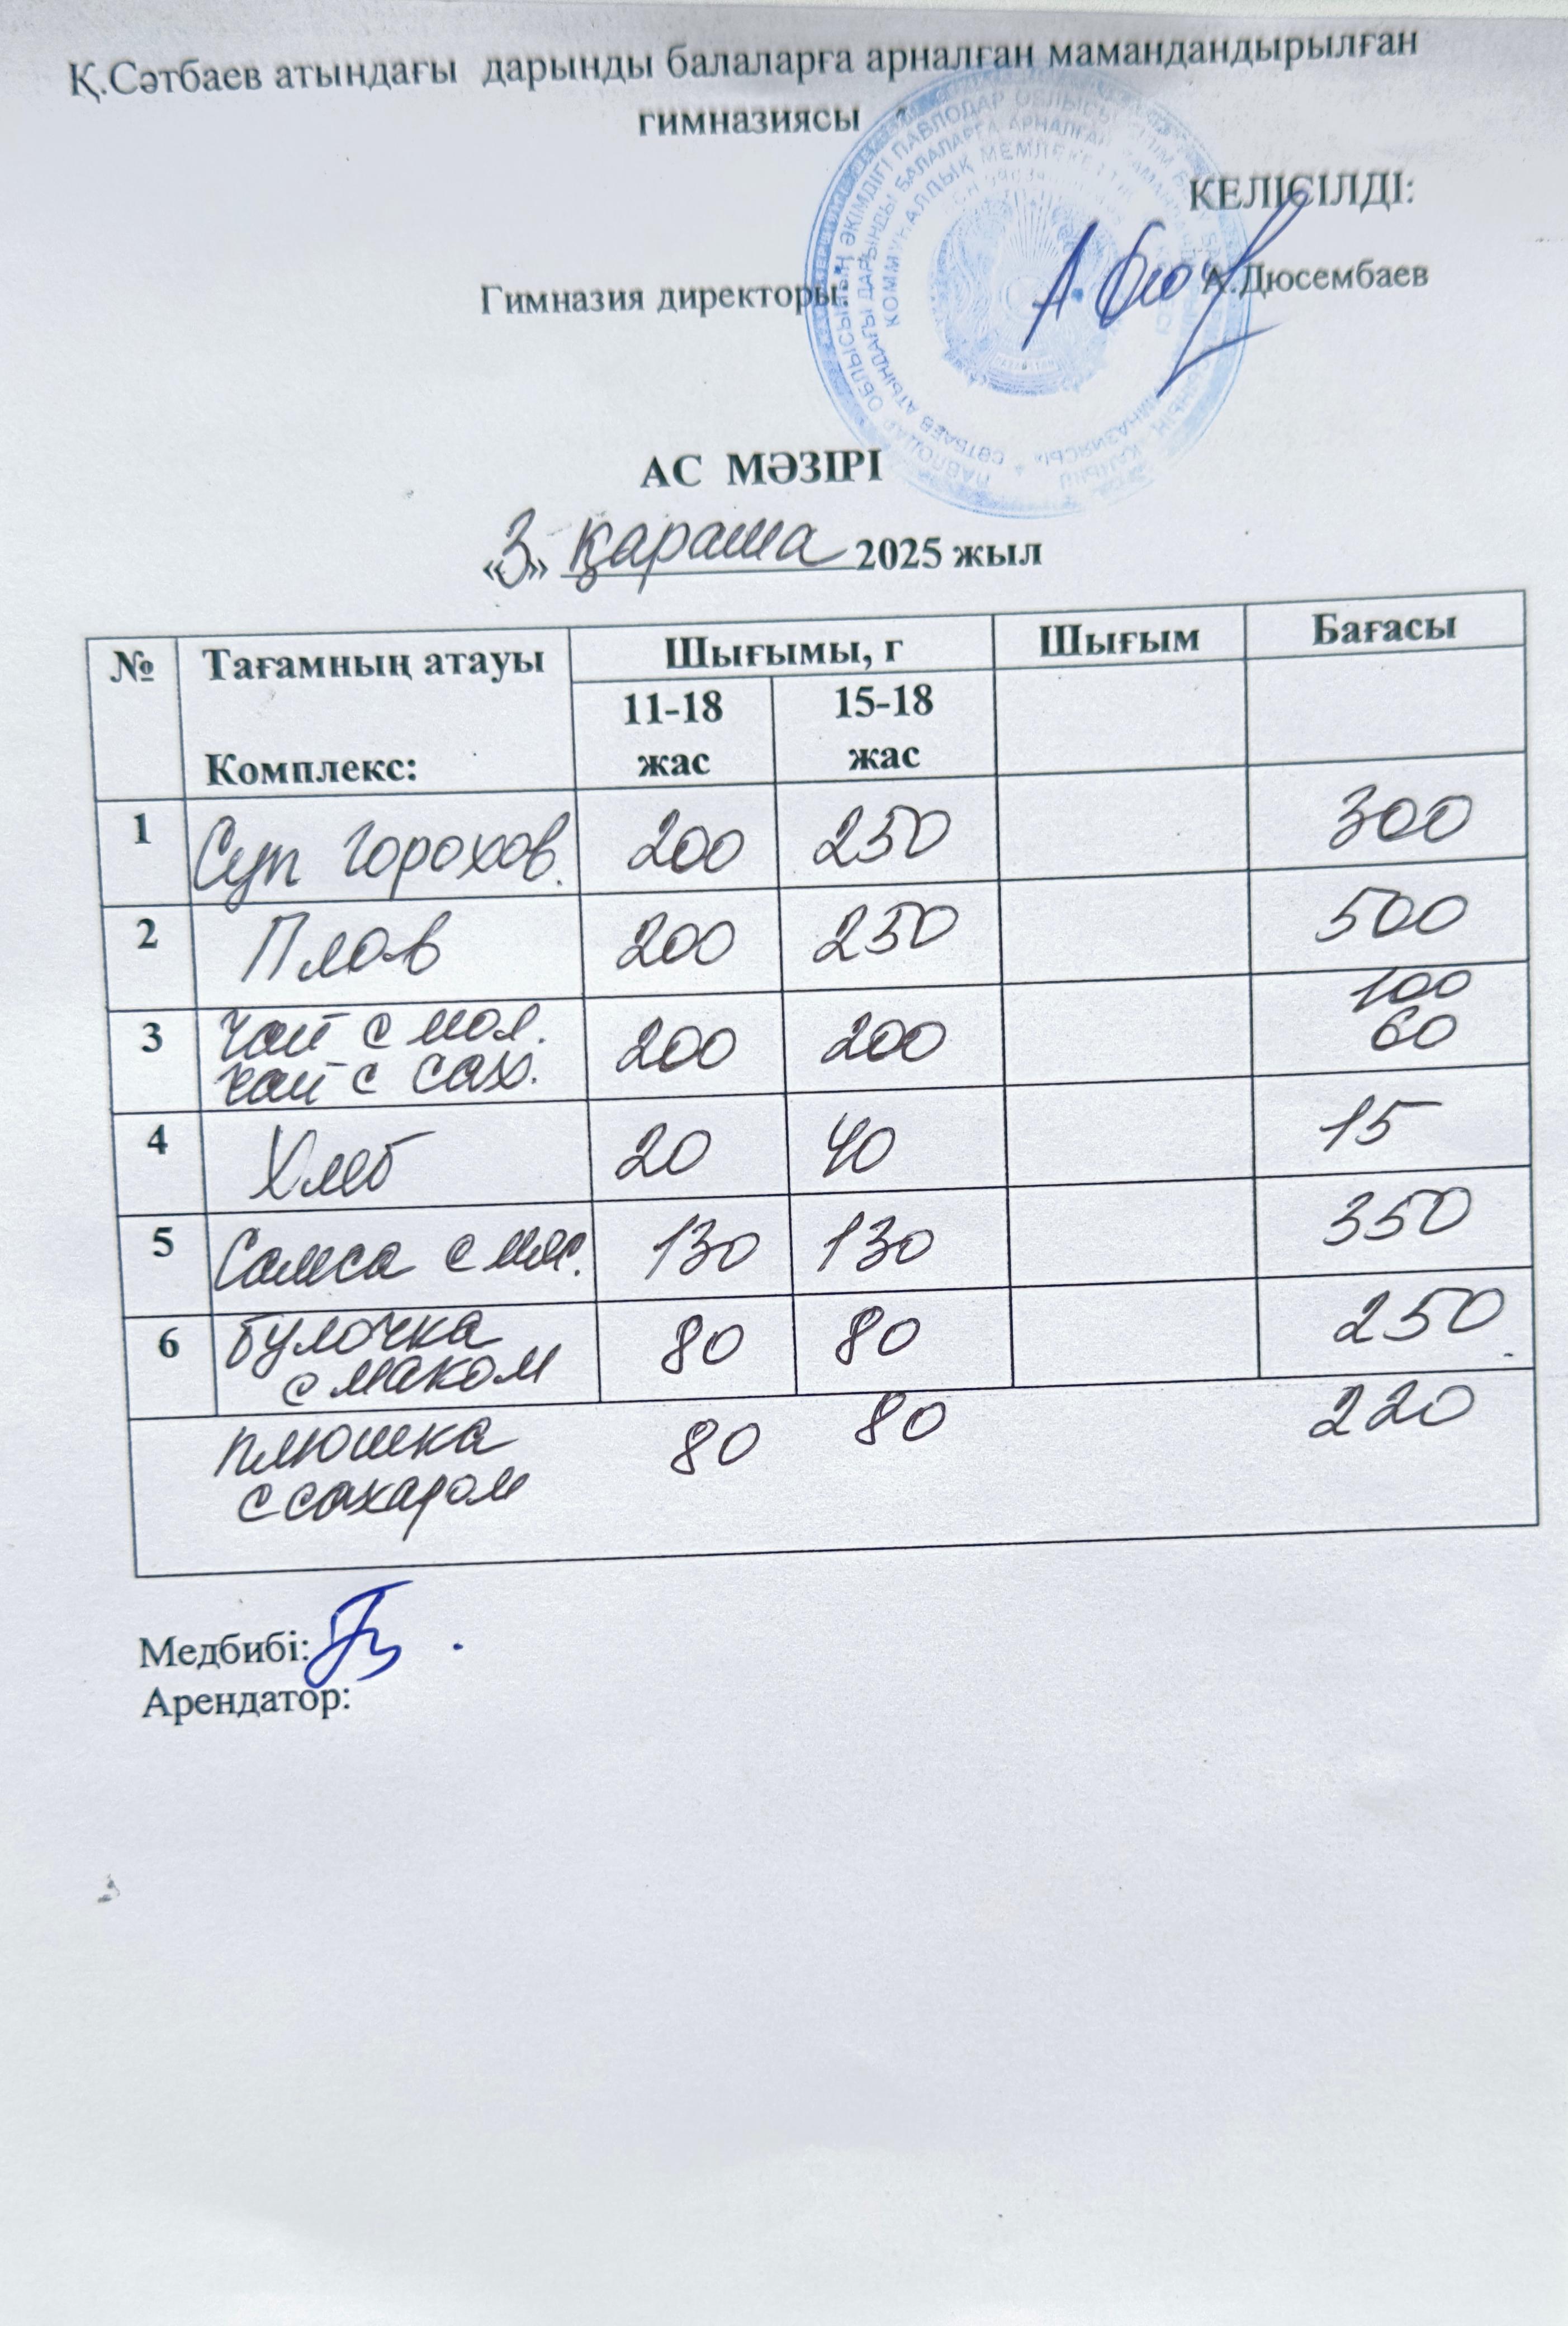 Қ.Сәтбаев атындағы дарынды балаларға арналған мамандандырылған
гимназиясы
КЕЛІСІЛДІ:
Гимназия директоры
А.Дюсембаев
АС МӘЗІРІ
«3» қараша 2025 жыл
№ Тағамның атауы Шығымы, г Шығым Бағасы
Комплекс: 11-18 жас 15-18 жас
1 Суп горохов. 200 250 300
2 Плов 200 250 500
3 чай с мол. 200 200 100
чай с сах. 60
4 Хлеб 20 40 15
5 Самса с мяс. 130 130 350
6 булочка 80 80 250
с маком
плюшка 80 80 220
с сахаром
Медбибі:
Арендатор: